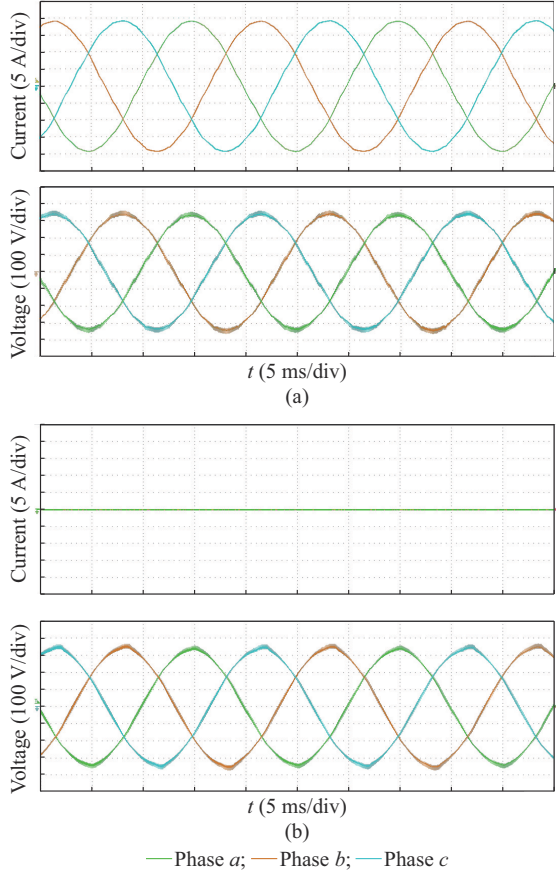 Current (5 A/div)
Voltage (100 V/div)
t (5 ms/div)
(a)
Current (5 A/div)
Voltage (100 V/div)
t (5 ms/div)
(b)
Phase a; Phase b; Phase c